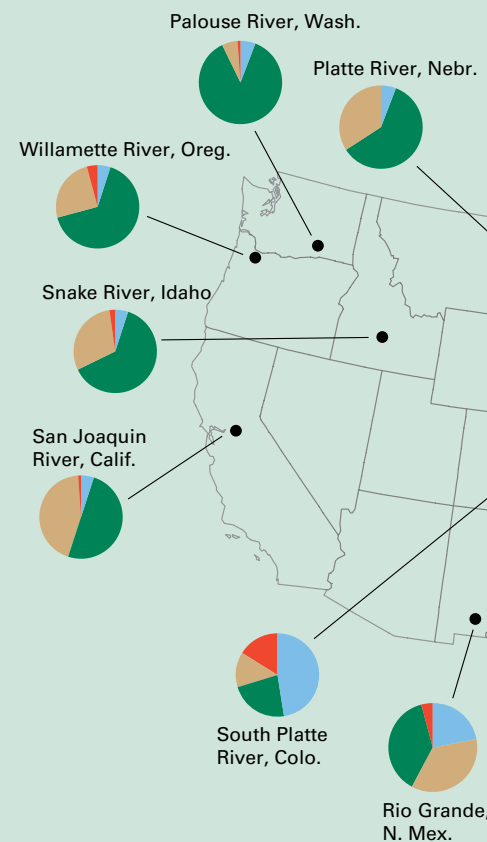 Palouse River, Wash.
Platte River, Nebr.
Willamette River, Oreg.
Snake River, Idaho
San Joaquin
River, Calif.
South Platte
River, Colo.
Rio Grande,
N. Mex.